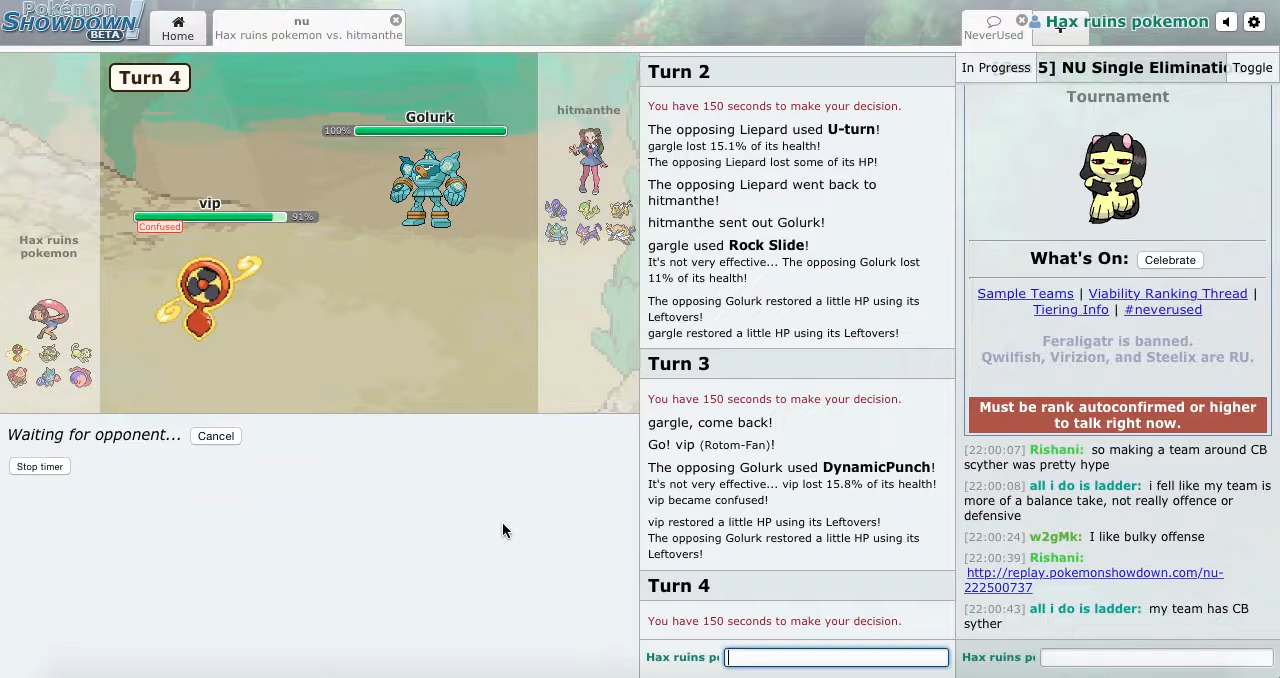 Pokémon
SHOWDOWN!
BETA
Home
nu
Hax ruins pokemon vs. hitmanthe
NeverUsed
Hax ruins pokemon
Turn 4
Golurk
100%
vip
91%
Confused
Hax ruins
pokemon
hitmanthe
Waiting for opponent...
Cancel
Stop timer
Turn 2
You have 150 seconds to make your decision.
The opposing Liepard used U-turn!
gargle lost 15.1% of its health!
The opposing Liepard lost some of its HP!
The opposing Liepard went back to
hitmanthe!
hitmanthe sent out Golurk!
gargle used Rock Slide!
It's not very effective... The opposing Golurk lost
11% of its health!
The opposing Golurk restored a little HP using its
Leftovers!
gargle restored a little HP using its Leftovers!
Turn 3
You have 150 seconds to make your decision.
gargle, come back!
Go! vip (Rotom-Fan)!
The opposing Golurk used DynamicPunch!
It's not very effective... vip lost 15.8% of its health!
vip became confused!
vip restored a little HP using its Leftovers!
The opposing Golurk restored a little HP using its
Leftovers!
Turn 4
You have 150 seconds to make your decision.
Hax ruins p
In Progress
5] NU Single Eliminati
Toggle
Tournament
What's On:
Celebrate
Sample Teams | Viability Ranking Thread |
Tiering Info | #neverused
Feraligatr is banned.
Qwilfish, Virizion, and Steelix are RU.
Must be rank autoconfirmed or higher
to talk right now.
[22:00:07] Rishani: so making a team around CB
scyther was pretty hype
[22:00:08] all i do is ladder: i fell like my team is
more of a balance take, not really offence or
defensive
[22:00:24] w2gMk: I like bulky offense
[22:00:39] Rishani:
http://replay.pokemonshowdown.com/nu-
222500737
[22:00:43] all i do is ladder: my team has CB
syther
Hax ruins p